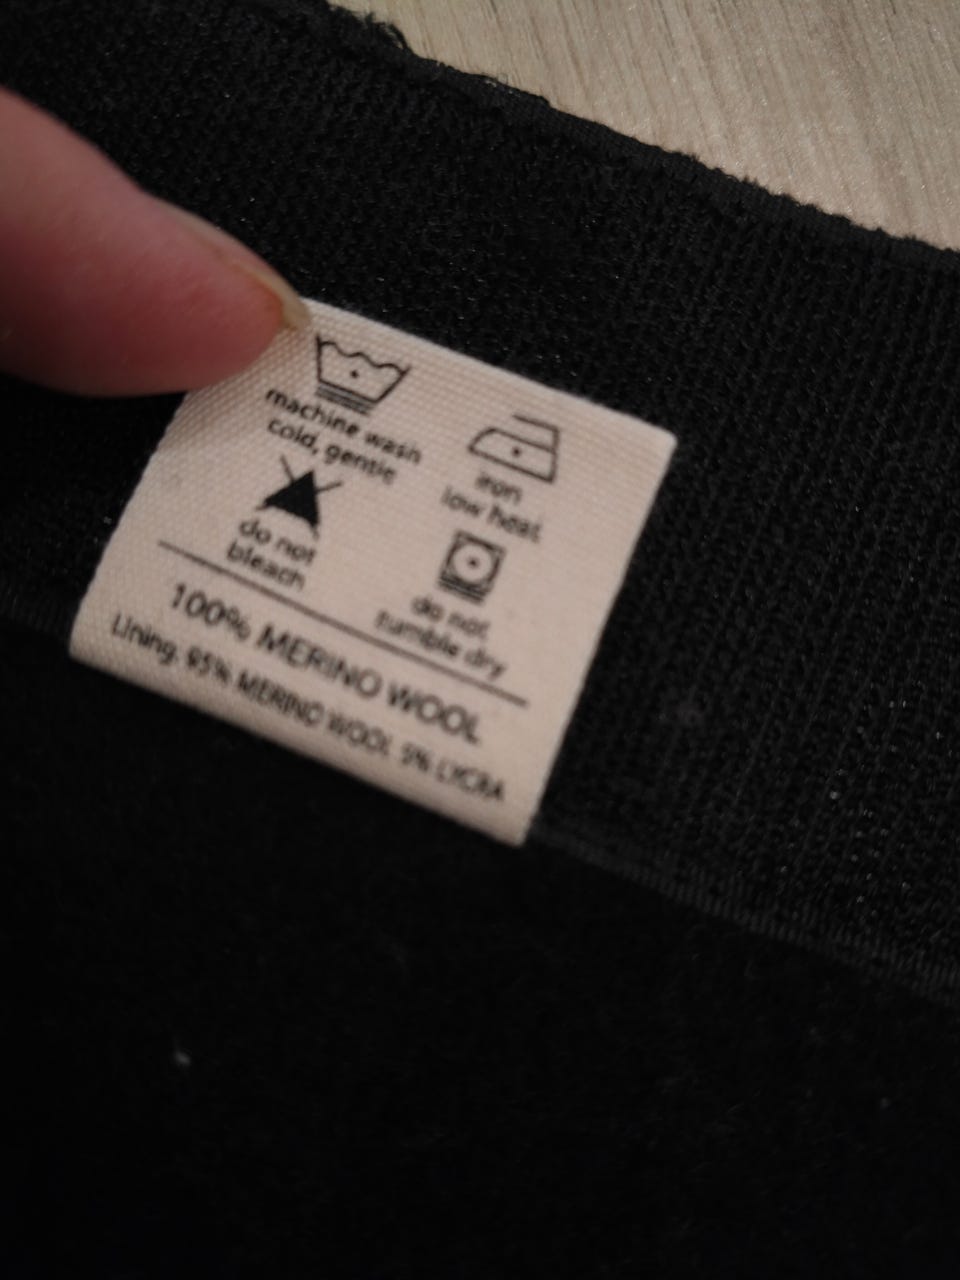 machine wash
cold, gentle
iron
low heat
do not
bleach
do not
tumble dry
100% MERINO WOOL
Lining: 95% MERINO WOOL 5% LYCRA